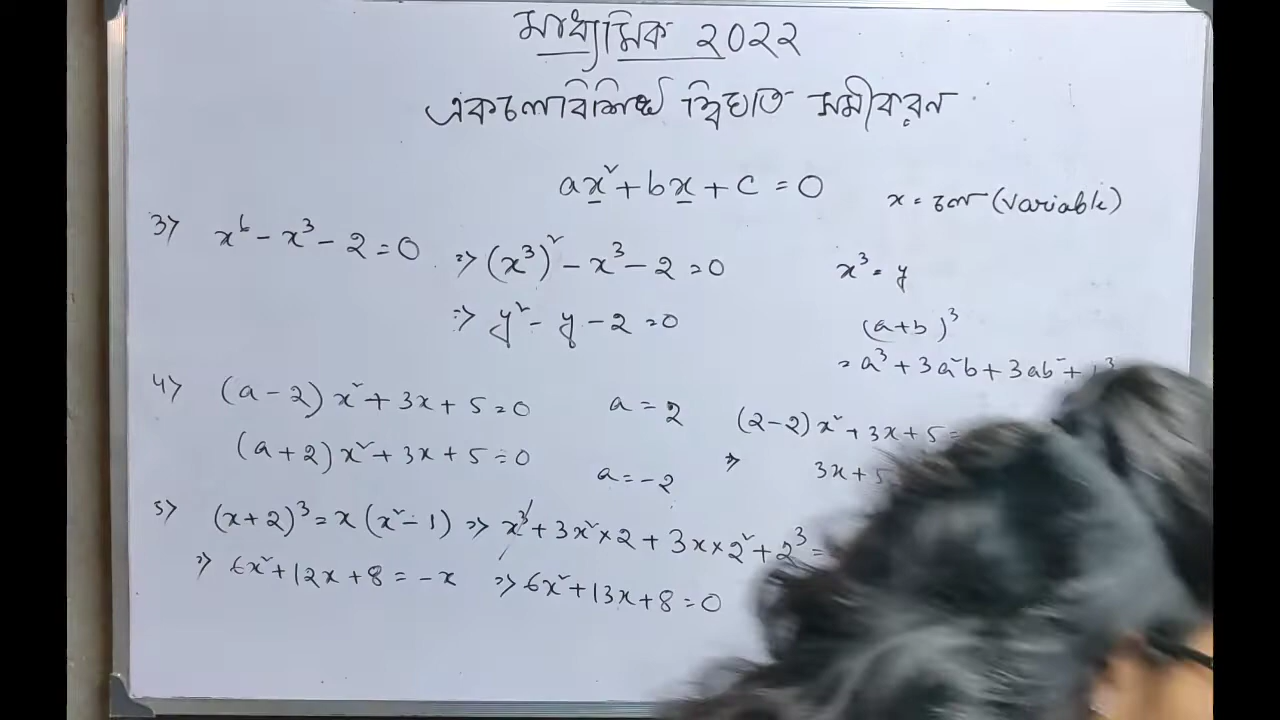 মাধ্যমিক ২০২২
একচলবিশিষ্ট দ্বিঘাত সমীকরন
ax² + bx + c = 0
x = চল (variable)
3> x⁶ - x³ - 2 = 0 => (x³)² - x³ - 2 = 0
x³ = y
=> y² - y - 2 = 0
(a+b)³
= a³ + 3a²b + 3ab² +
4> (a-2)x² + 3x + 5 = 0
a = 2
(2-2)x² + 3x + 5 =
(a+2)x² + 3x + 5 = 0
a = -2
=> 3x + 5
5> (x+2)³ = x(x²-1) => x³ + 3x²×2 + 3x×2² + 2³ =
=> 6x² + 12x + 8 = -x => 6x² + 13x + 8 = 0